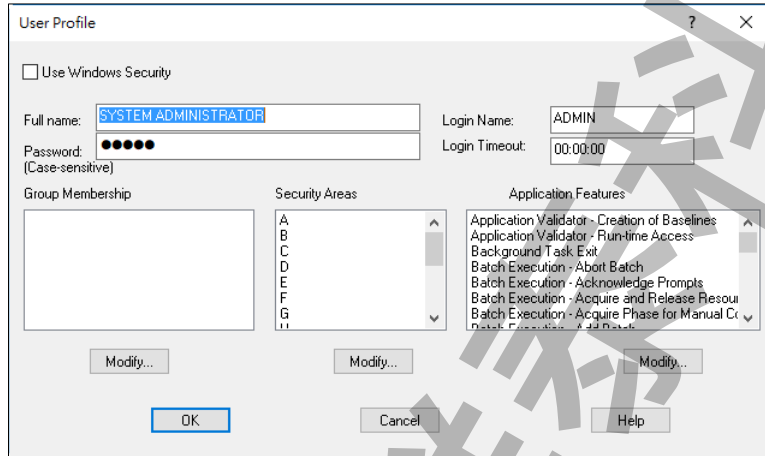 User Profile ? ×
Use Windows Security
Full name: SYSTEM ADMINISTRATOR Login Name: ADMIN
Password: ●●●●● Login Timeout: 00:00:00
(Case-sensitive)
Group Membership Security Areas Application Features
A
B
C
D
E
F
G
Application Validator - Creation of Baselines
Application Validator - Run-time Access
Background Task Exit
Batch Execution - Abort Batch
Batch Execution - Acknowledge Prompts
Batch Execution - Acquire and Release Resour
Batch Execution - Acquire Phase for Manual Co
Modify... Modify... Modify...
OK Cancel Help